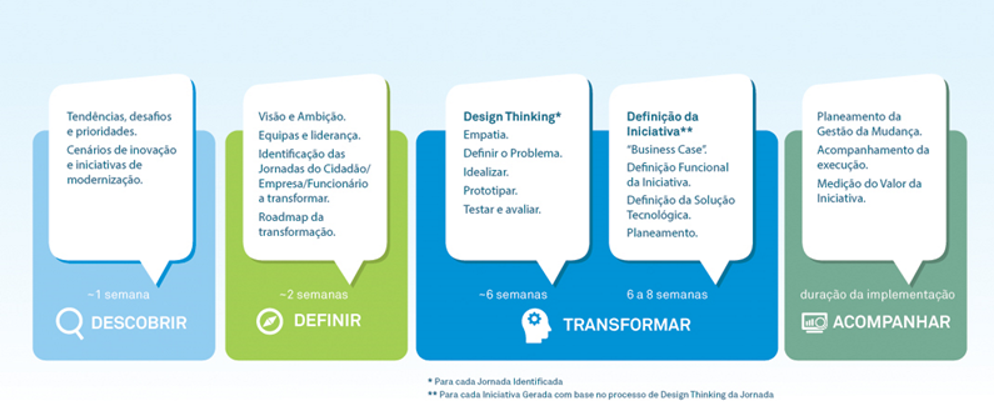 Tendências, desafios
e prioridades.
Cenários de inovação
e iniciativas de
modernização.
~1 semana
DESCOBRIR
Visão e Ambição.
Equipas e liderança.
Identificação das
Jornadas do Cidadão/
Empresa/Funcionário
a transformar.
Roadmap da
transformação.
~2 semanas
DEFINIR
Design Thinking*
Empatia.
Definir o Problema.
Idealizar.
Prototipar.
Testar e avaliar.
~6 semanas
Definição da
Iniciativa**
“Business Case”.
Definição Funcional
da Iniciativa.
Definição da Solução
Tecnológica.
Planeamento.
6 a 8 semanas
TRANSFORMAR
Planeamento da
Gestão da Mudança.
Acompanhamento da
execução.
Medição do Valor da
Iniciativa.
duração da implementação
ACOMPANHAR
* Para cada Jornada Identificada
** Para cada Iniciativa Gerada com base no processo de Design Thinking da Jornada